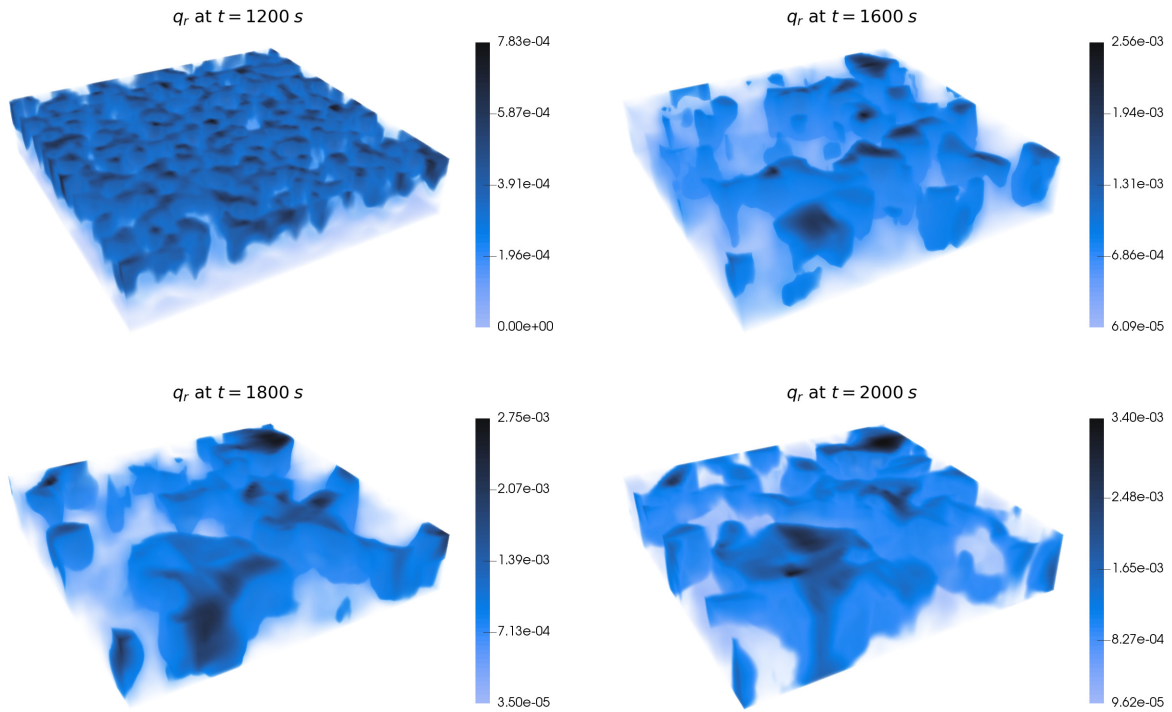 q_r at t = 1200 s
7.83e-04
5.87e-04
3.91e-04
1.96e-04
0.00e+00
q_r at t = 1600 s
2.56e-03
1.94e-03
1.31e-03
6.86e-04
6.09e-05
q_r at t = 1800 s
2.75e-03
2.07e-03
1.39e-03
7.13e-04
3.50e-05
q_r at t = 2000 s
3.40e-03
2.48e-03
1.65e-03
8.27e-04
9.62e-05